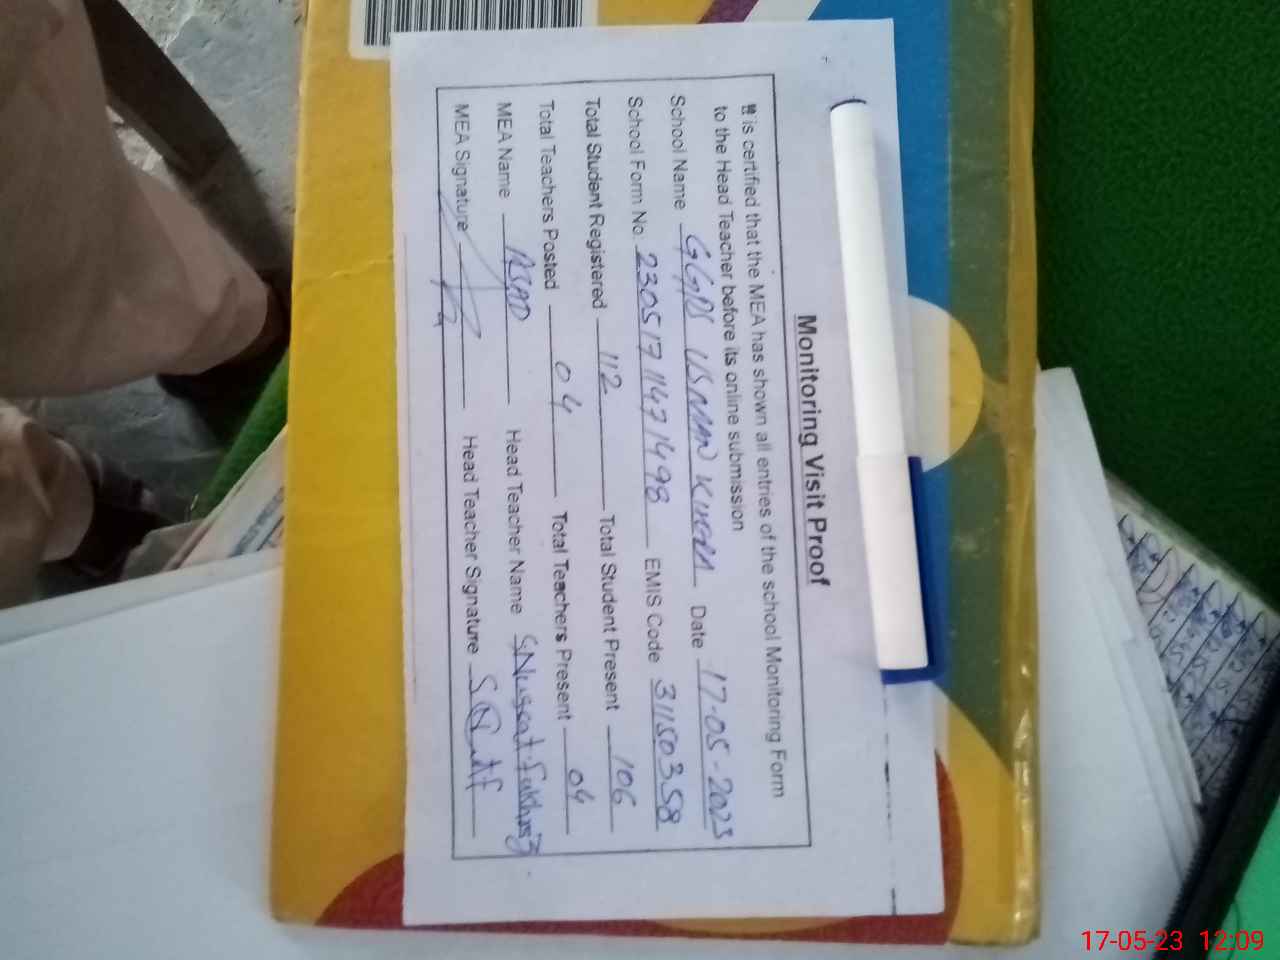 Monitoring Visit Proof
It is certified that the MEA has shown all entries of the school Monitoring Form
to the Head Teacher before its online submission
School Name GGPS USMAN KHERA Date 17-05-2023
School Form No. 23051711471498 EMIS Code 31150358
Total Student Registered 112 Total Student Present 106
Total Teachers Posted 04 Total Teachers Present 04
MEA Name ASAD Head Teacher Name SNusrat
MEA Signature Head Teacher Signature
17-05-23 12:09